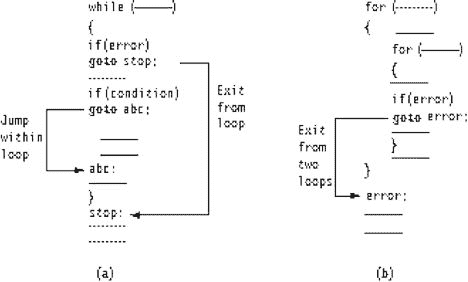 while (———)
{
if(error)
goto stop;
---------
if(condition)
goto abc;
Jump
within
loop
Exit
from
loop
abc:
}
stop:
---------
---------
(a)
for (--------)
{
for (———)
{
if(error)
goto error;
Exit
from
two
loops
}
}
error:
(b)